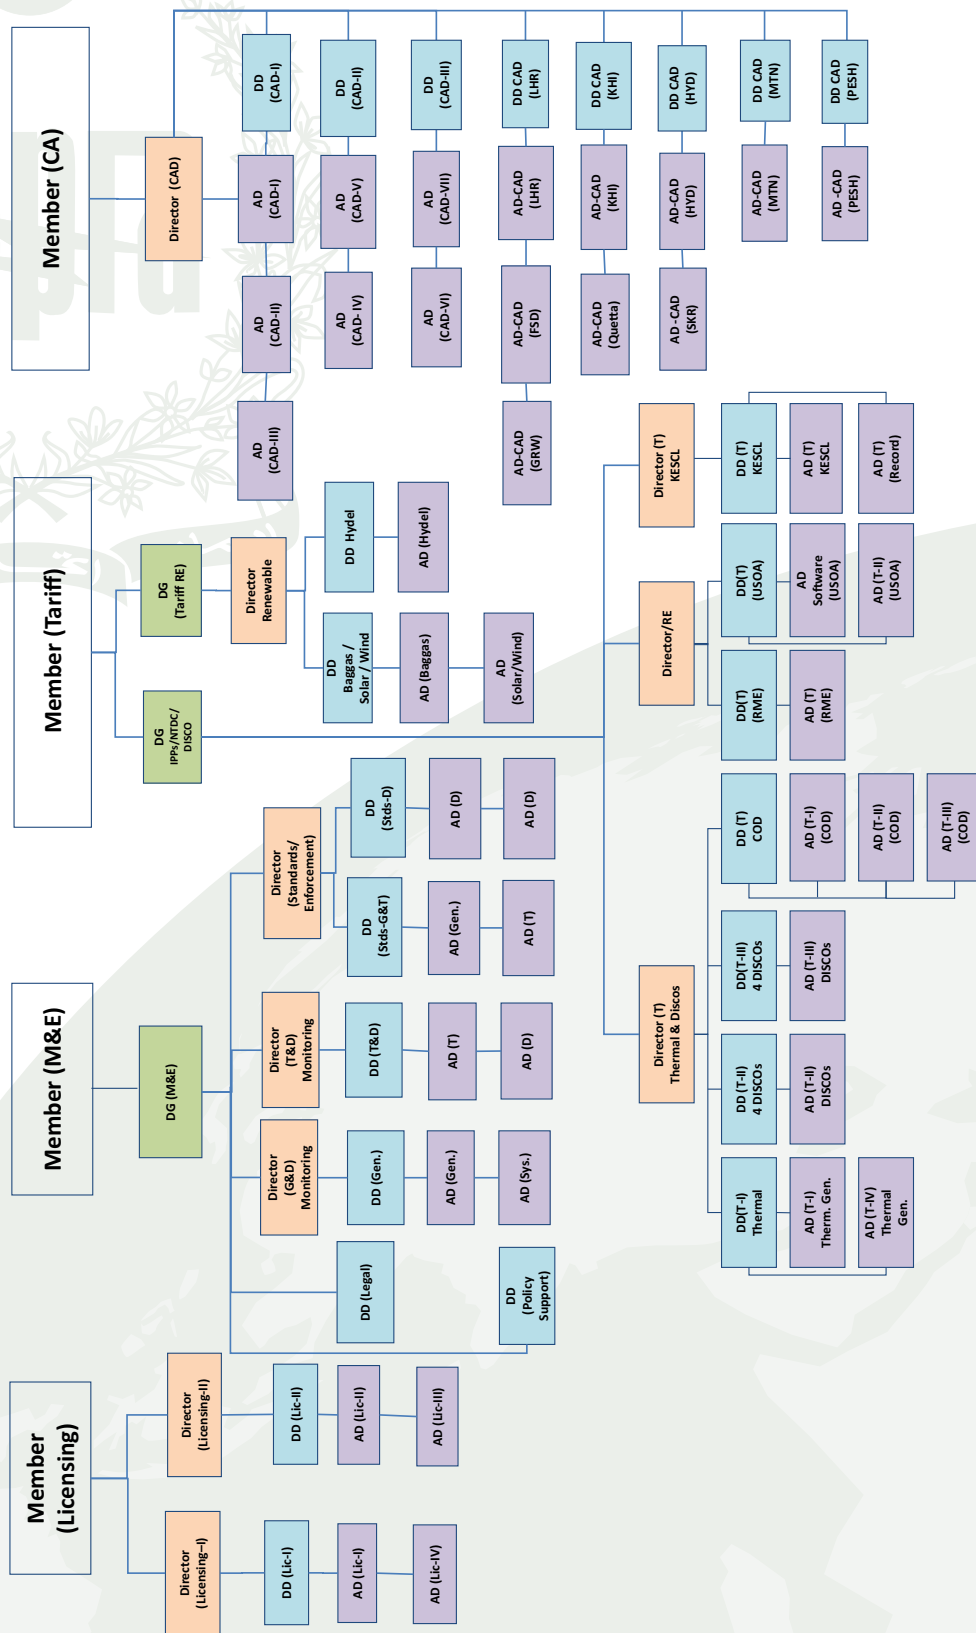 Member
(Licensing)
Director
(Licensing–I)
DD (Lic-I)
AD (Lic-I)
AD (Lic-IV)
Director
(Licensing-II)
DD (Lic-II)
AD (Lic-II)
AD (Lic-III)
Member (M&E)
DG (M&E)
DD (Legal)
DD
(Policy
Support)
Director
(G&D)
Monitoring
DD (Gen.)
AD (Gen.)
AD (Sys.)
Director
(T&D)
Monitoring
DD (T&D)
AD (T)
AD (D)
Director
(Standards/
Enforcement)
DD
(Stds-G&T)
AD (Gen.)
AD (T)
DD
(Stds-D)
AD (D)
AD (D)
Member (Tariff)
DG
IPPs/NTDC/
DISCO
DG
(Tariff RE)
Director
Renewable
DD
Baggas /
Solar / Wind
AD (Baggas)
AD
(Solar/Wind)
DD Hydel
AD (Hydel)
Director (T)
Thermal & Discos
DD(T-I)
Thermal
AD (T-I)
Therm. Gen.
AD (T-IV)
Thermal
Gen.
DD (T-II)
4 DISCOs
AD (T-II)
DISCOs
DD(T-III)
4 DISCOs
AD (T-III)
DISCOs
DD (T)
COD
AD (T-I)
(COD)
AD (T-II)
(COD)
AD (T-III)
(COD)
Director/RE
DD(T)
(RME)
AD (T)
(RME)
DD(T)
(USOA)
AD
Software
(USOA)
AD (T-II)
(USOA)
Director (T)
KESCL
DD (T)
KESCL
AD (T)
KESCL
AD (T)
(Record)
Member (CA)
Director (CAD)
DD
(CAD-I)
AD
(CAD-I)
AD
(CAD-II)
AD
(CAD-III)
DD
(CAD-II)
AD
(CAD-V)
AD
(CAD- IV)
DD
(CAD-III)
AD
(CAD-VII)
AD
(CAD-VI)
DD CAD
(LHR)
AD-CAD
(LHR)
AD-CAD
(FSD)
AD-CAD
(GRW)
DD CAD
(KHI)
AD-CAD
(KHI)
AD-CAD
(Quetta)
DD CAD
(HYD)
AD-CAD
(HYD)
AD -CAD
(SKR)
DD CAD
(MTN)
AD-CAD
(MTN)
DD CAD
(PESH)
AD -CAD
(PESH)